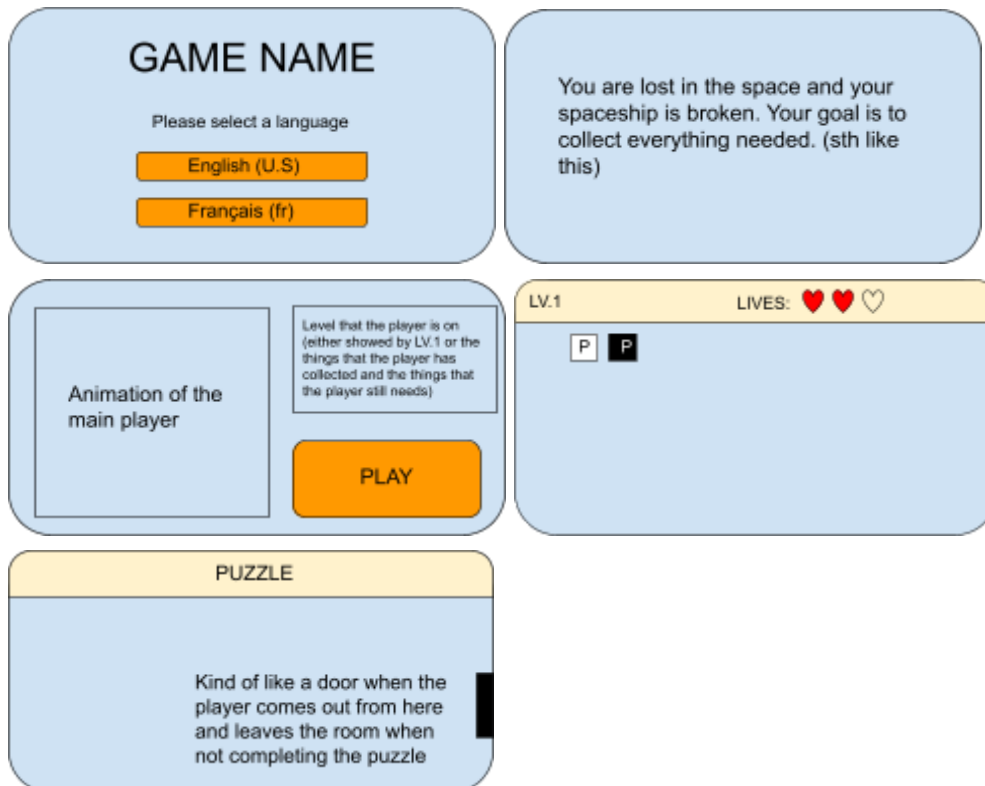 GAME NAME
Please select a language
English (U.S)
Français (fr)
You are lost in the space and your
spaceship is broken. Your goal is to
collect everything needed. (sth like
this)
Animation of the
main player
Level that the player is on
(either showed by LV.1 or the
things that the player has
collected and the things that
the player still needs)
PLAY
LV.1
LIVES:
P
P
PUZZLE
Kind of like a door when the
player comes out from here
and leaves the room when
not completing the puzzle